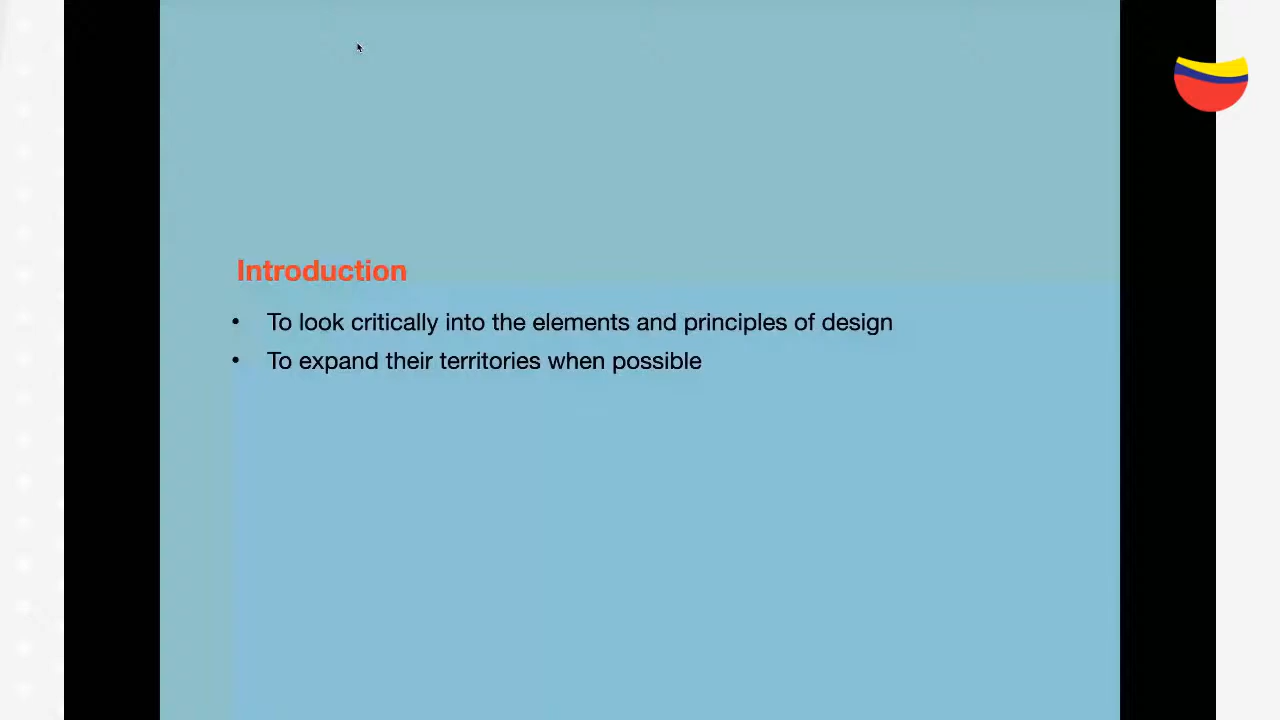 Introduction
• To look critically into the elements and principles of design
• To expand their territories when possible